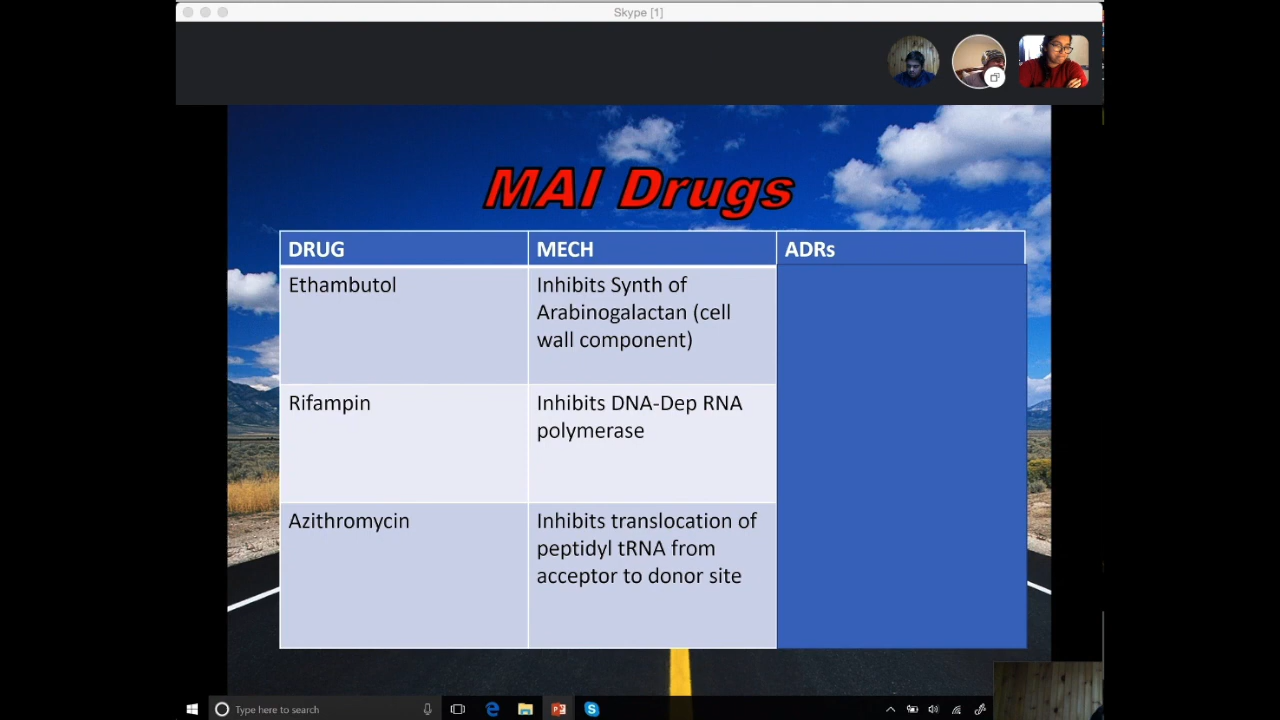 Skype [1]
MAI Drugs
DRUG
MECH
ADRs
Ethambutol
Inhibits Synth of
Arabinogalactan (cell
wall component)
Rifampin
Inhibits DNA-Dep RNA
polymerase
Azithromycin
Inhibits translocation of
peptidyl tRNA from
acceptor to donor site
Type here to search